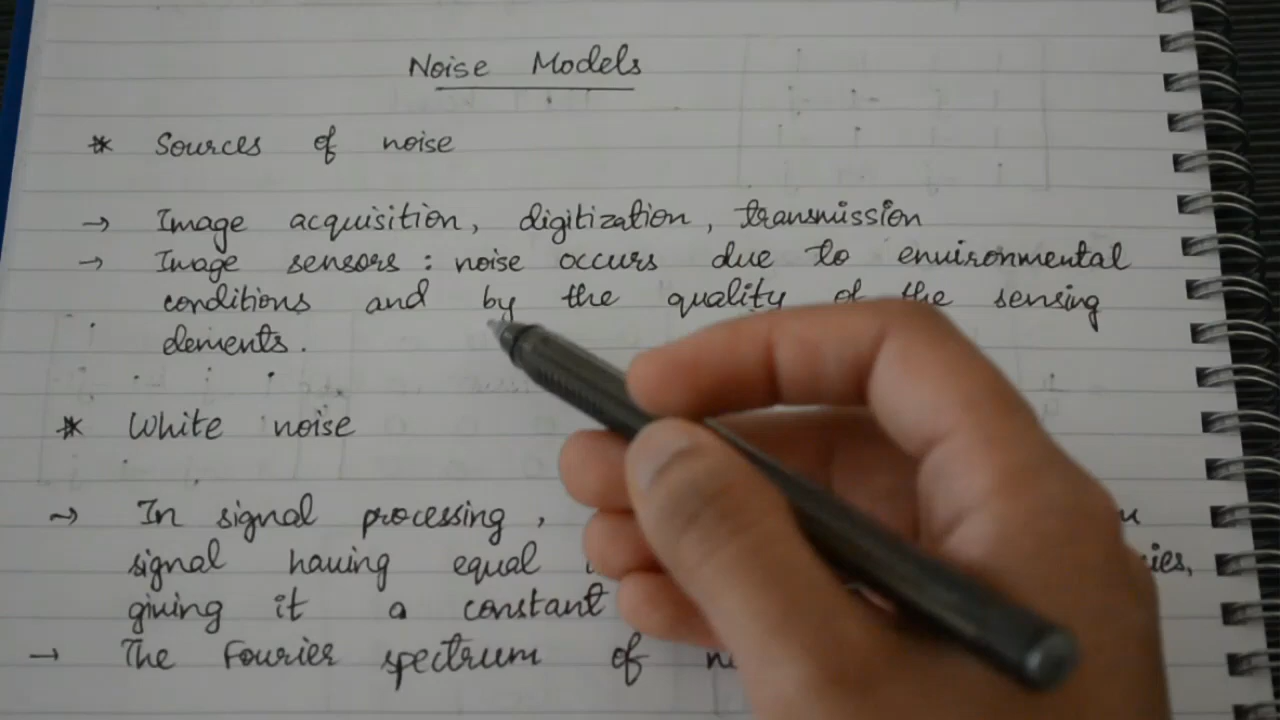 Noise Models
* Sources of noise
→ Image acquisition, digitization, transmission
→ Image sensors : noise occurs due to environmental
conditions and by the quality of the sensing
elements.
* White noise
→ In signal processing,
signal having equal
giving it a constant
→ The Fourier spectrum of